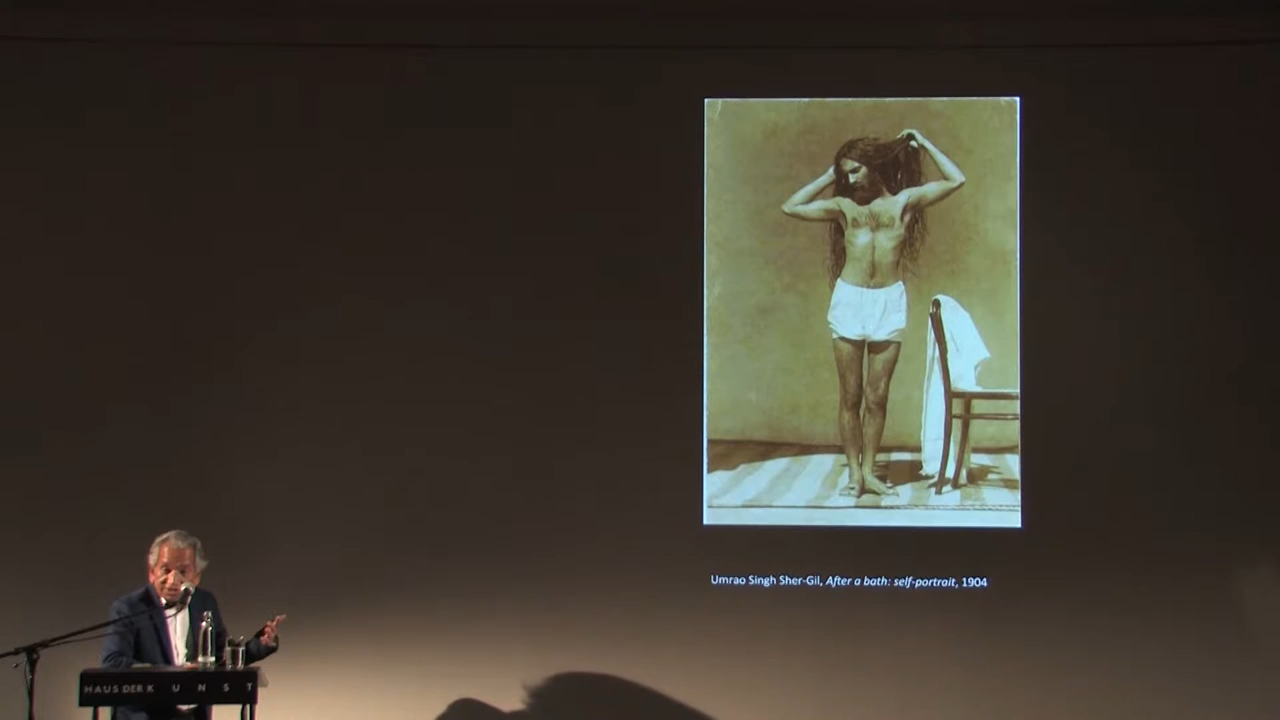 Umrao Singh Sher-Gil, After a bath: self-portrait, 1904
HAUS DER K U N S T